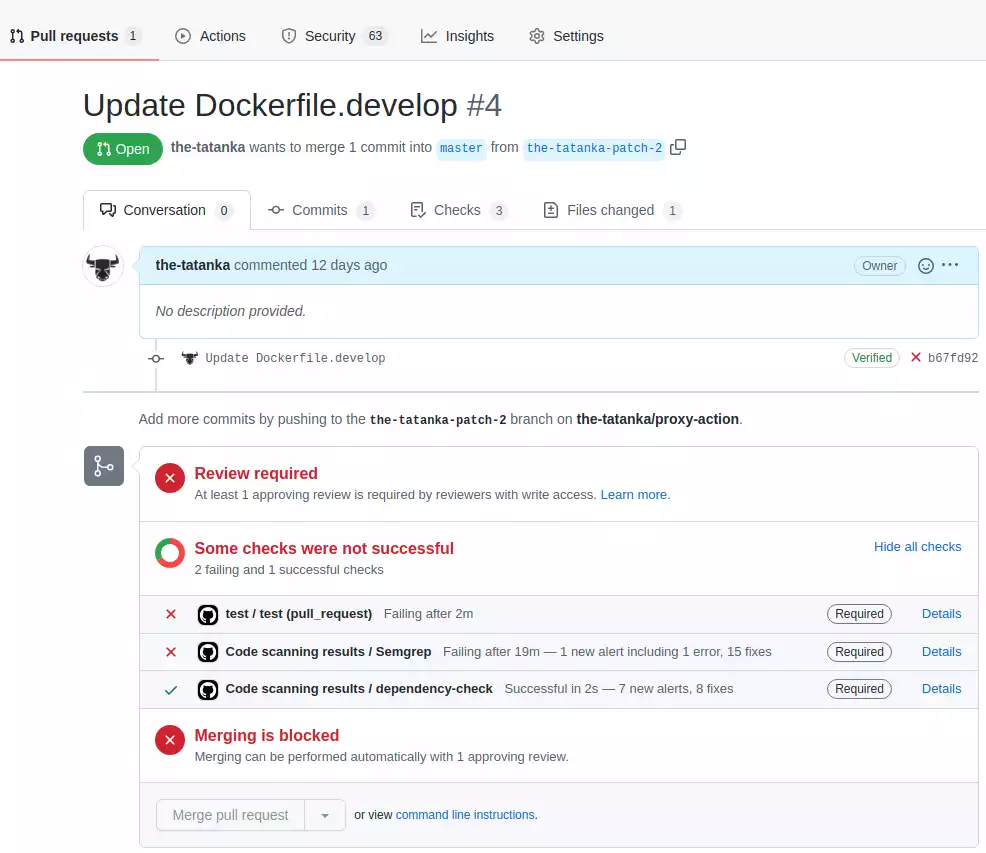 Pull requests 1 Actions Security 63 Insights Settings
Update Dockerfile.develop #4
Open the-tatanka wants to merge 1 commit into master from the-tatanka-patch-2
Conversation 0 Commits 1 Checks 3 Files changed 1
the-tatanka commented 12 days ago Owner
No description provided.
Update Dockerfile.develop Verified b67fd92
Add more commits by pushing to the the-tatanka-patch-2 branch on the-tatanka/proxy-action.
Review required
At least 1 approving review is required by reviewers with write access. Learn more.
Some checks were not successful Hide all checks
2 failing and 1 successful checks
test / test (pull_request) Failing after 2m Required Details
Code scanning results / Semgrep Failing after 19m — 1 new alert including 1 error, 15 fixes Required Details
Code scanning results / dependency-check Successful in 2s — 7 new alerts, 8 fixes Required Details
Merging is blocked
Merging can be performed automatically with 1 approving review.
Merge pull request or view command line instructions.